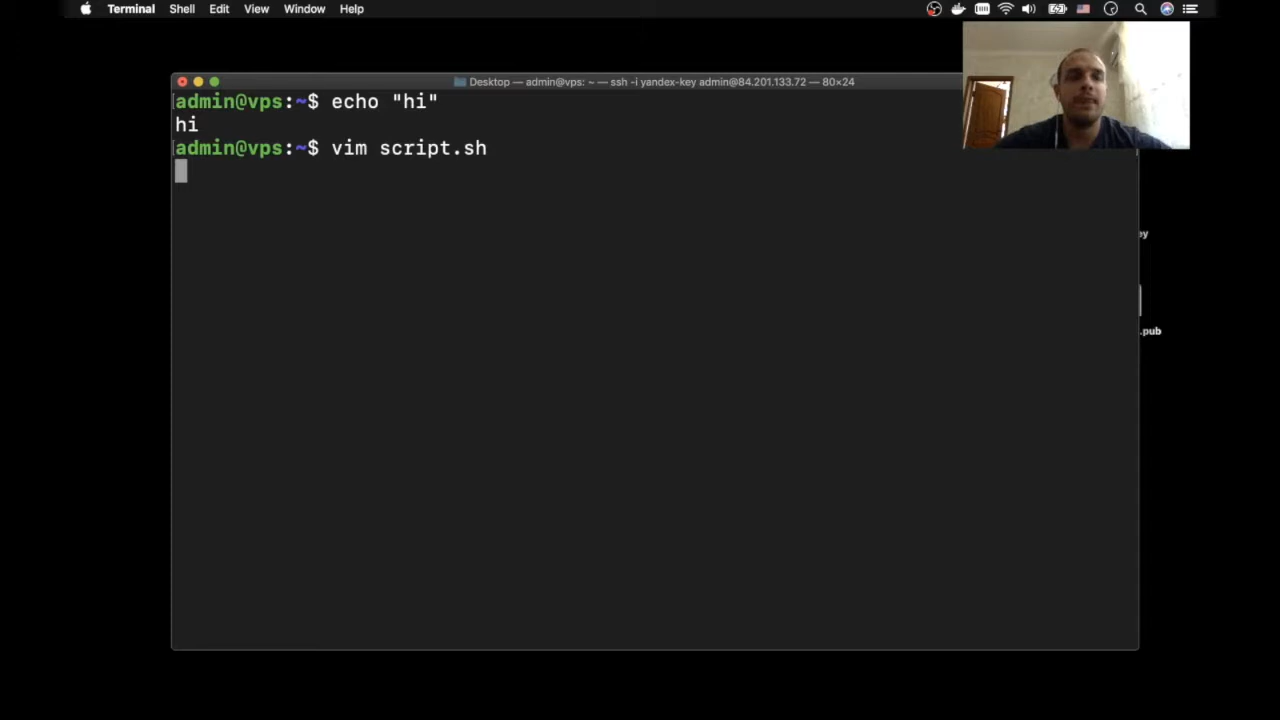 Terminal Shell Edit View Window Help
Desktop — admin@vps: ~ — ssh -i yandex-key admin@84.201.133.72 — 80×24
admin@vps:~$ echo "hi"
hi
admin@vps:~$ vim script.sh
ey
.pub